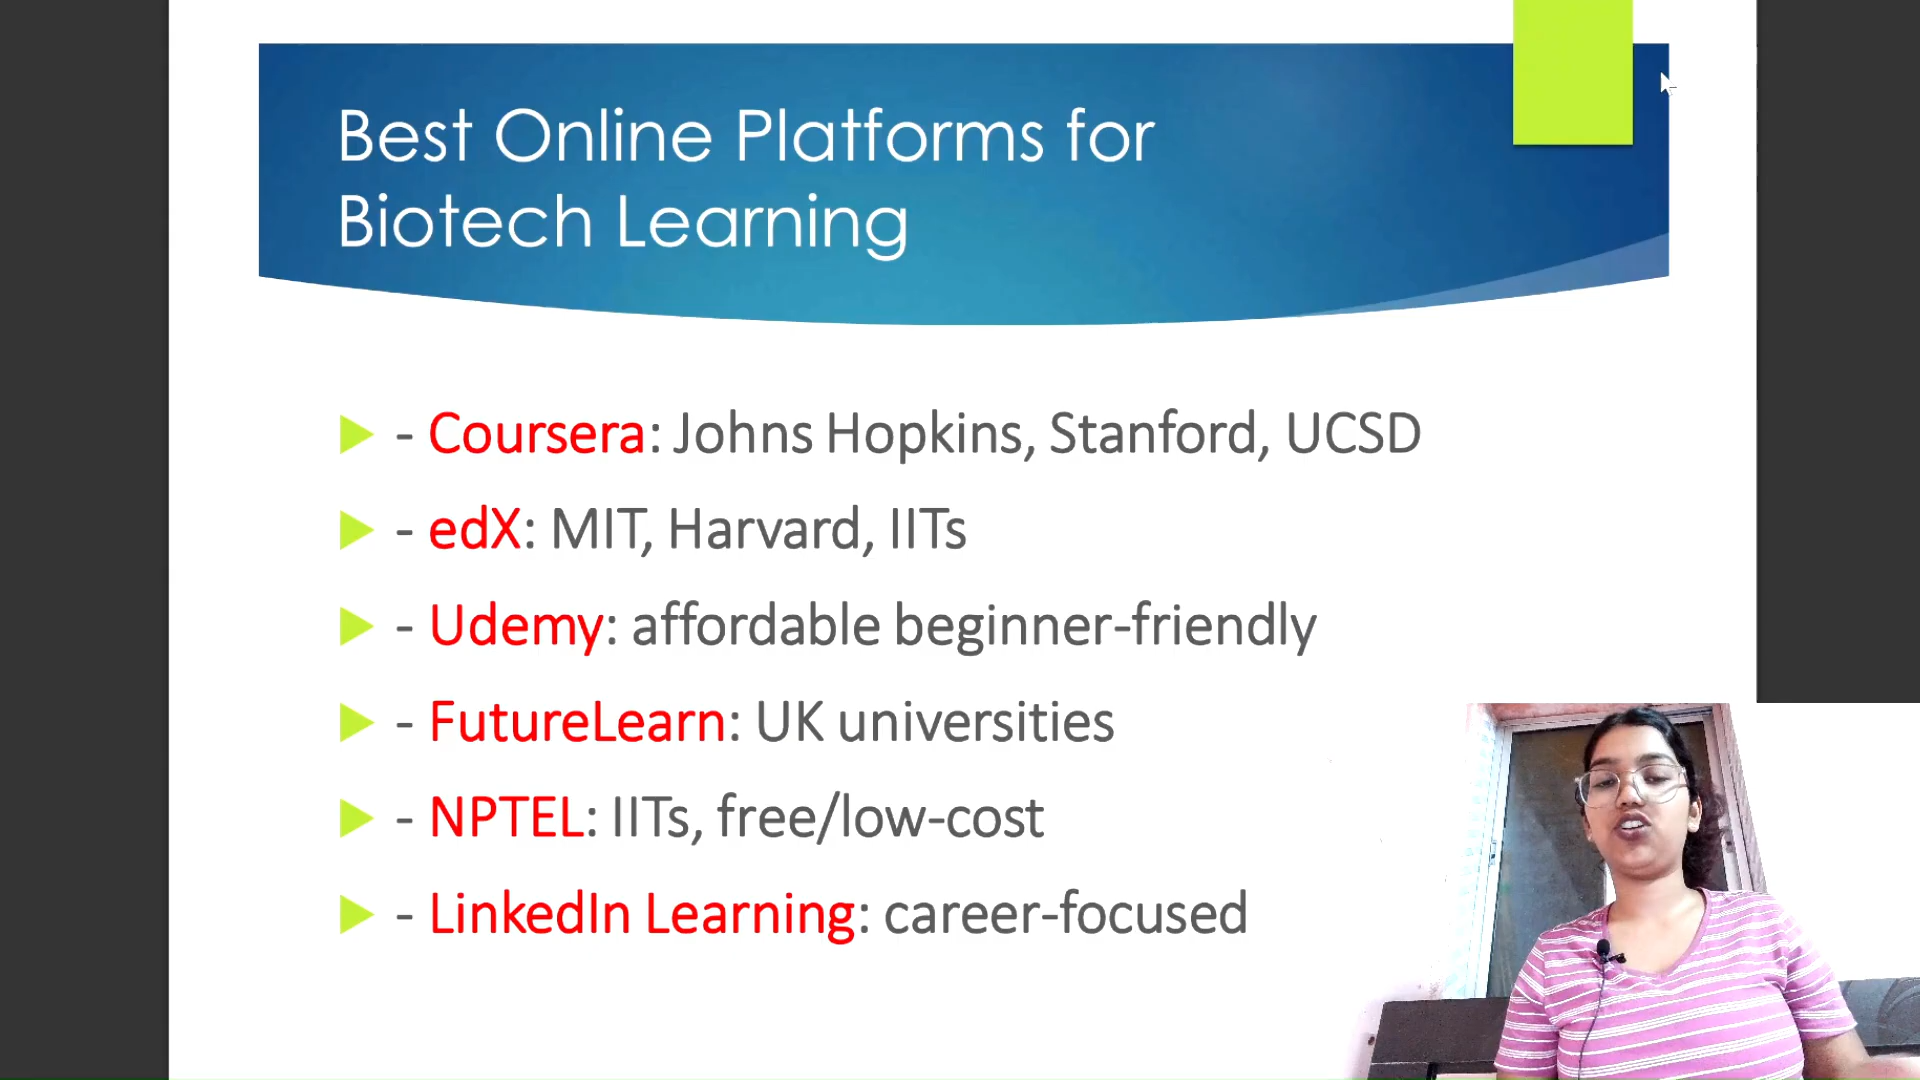 Best Online Platforms for
Biotech Learning
- Coursera: Johns Hopkins, Stanford, UCSD
- edX: MIT, Harvard, IITs
- Udemy: affordable beginner-friendly
- FutureLearn: UK universities
- NPTEL: IITs, free/low-cost
- LinkedIn Learning: career-focused